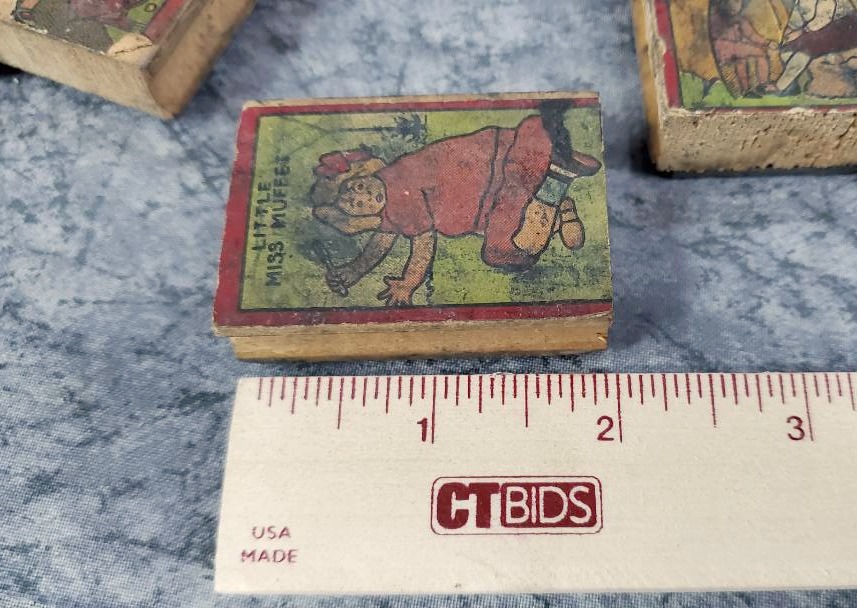 LITTLE
MISS MUFFET
1
2
3
CTBIDS
USA
MADE